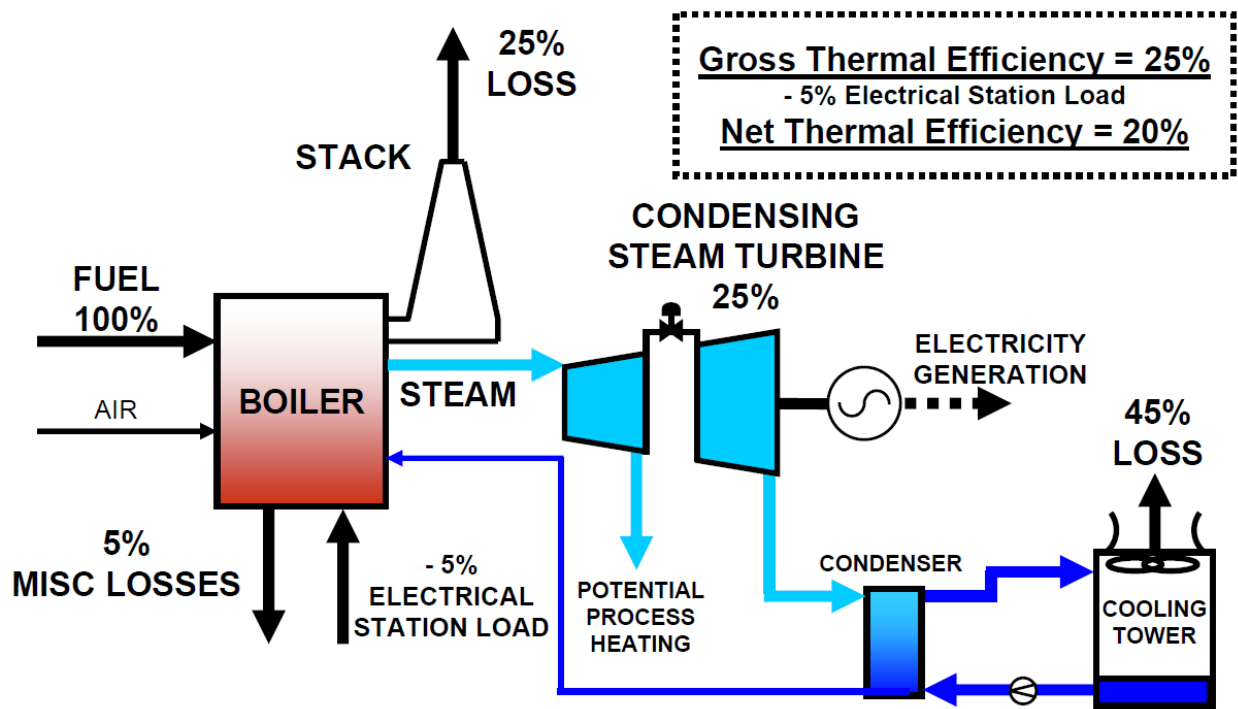 25%
LOSS
Gross Thermal Efficiency = 25%
- 5% Electrical Station Load
Net Thermal Efficiency = 20%
STACK
CONDENSING
STEAM TURBINE
25%
FUEL
100%
BOILER
STEAM
AIR
ELECTRICITY
GENERATION
45%
LOSS
5%
MISC LOSSES
- 5%
ELECTRICAL
STATION LOAD
POTENTIAL
PROCESS
HEATING
CONDENSER
COOLING
TOWER